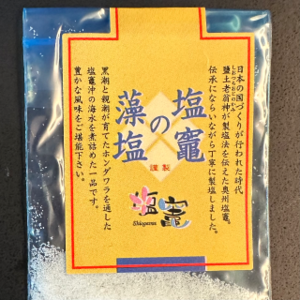 日本の国づくりが行われた時代
鹽土老翁神が製塩法を伝えた奥州塩竈。
伝承にならいながら丁寧に製塩しました。
塩竈
の
藻塩
謹製
黒潮と親潮が育てたホンダワラを通した
塩竈沖の海水を煮詰めた一品です。
豊かな風味をご堪能下さい。
塩竈
Shiogama